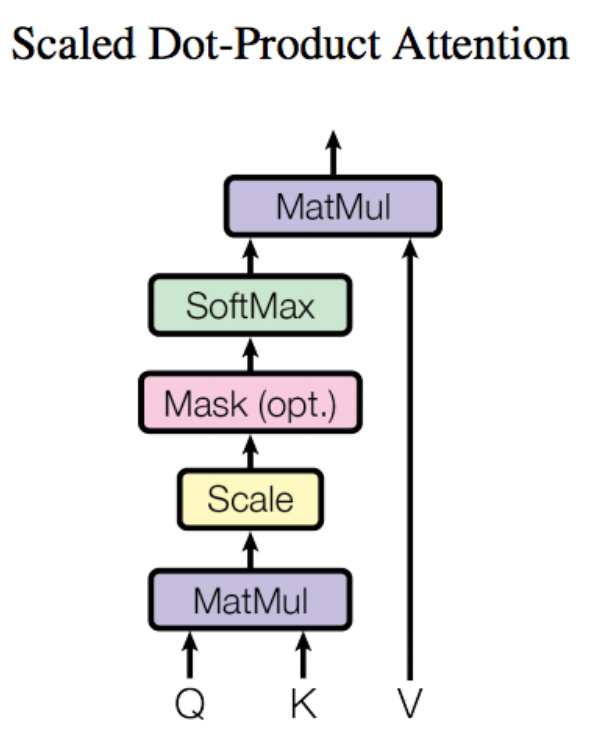 Scaled Dot-Product Attention
MatMul
SoftMax
Mask (opt.)
Scale
MatMul
Q K V